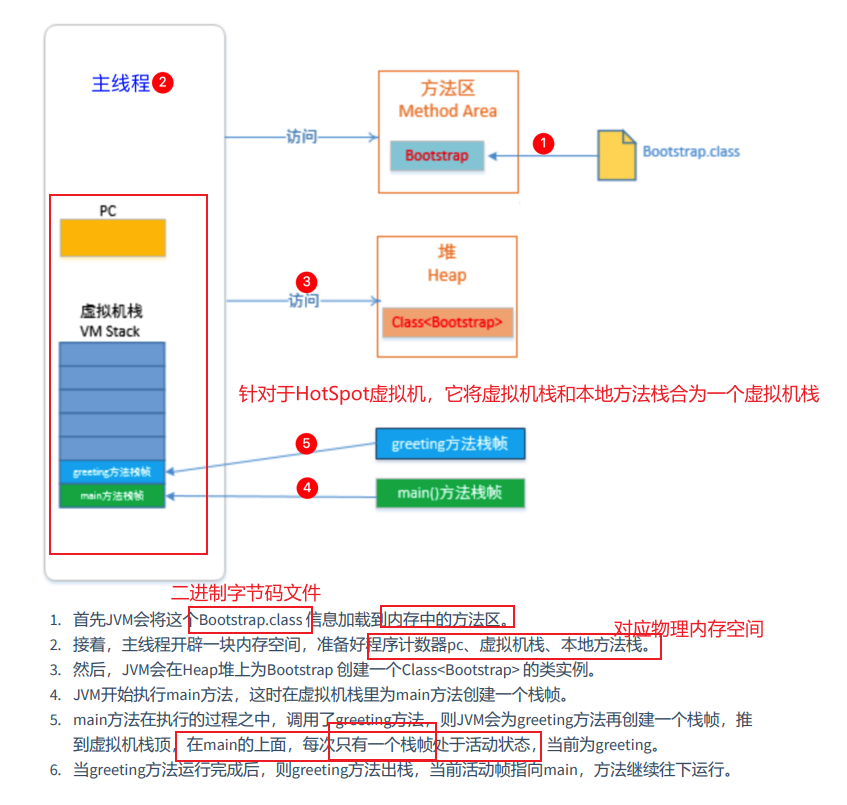 主线程
2
方法区
Method Area
Bootstrap
访问
1
Bootstrap.class
PC
堆
Heap
3
访问
Class<Bootstrap>
虚拟机栈
VM Stack
针对于HotSpot虚拟机，它将虚拟机栈和本地方法栈合为一个虚拟机栈
5
greeting方法栈帧
greeting方法栈帧
4
main()方法栈帧
main方法栈帧
二进制字节码文件
1. 首先JVM会将这个Bootstrap.class 信息加载到内存中的方法区。
对应物理内存空间
2. 接着，主线程开辟一块内存空间，准备好程序计数器pc、虚拟机栈、本地方法栈。
3. 然后，JVM会在Heap堆上为Bootstrap 创建一个Class<Bootstrap> 的类实例。
4. JVM开始执行main方法，这时在虚拟机栈里为main方法创建一个栈帧。
5. main方法在执行的过程之中，调用了greeting方法，则JVM会为greeting方法再创建一个栈帧，推
到虚拟机栈顶，在main的上面，每次只有一个栈帧处于活动状态，当前为greeting。
6. 当greeting方法运行完成后，则greeting方法出栈，当前活动帧指向main，方法继续往下运行。